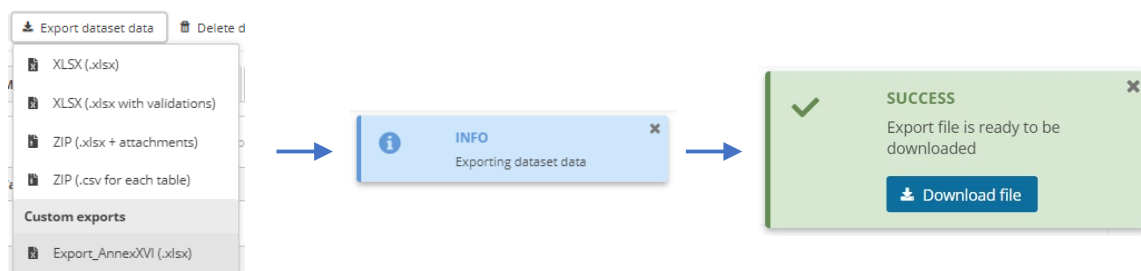 Export dataset data
Delete d
XLSX (.xlsx)
XLSX (.xlsx with validations)
ZIP (.xlsx + attachments)
ZIP (.csv for each table)
Custom exports
Export_AnnexXVI (.xlsx)
INFO
Exporting dataset data
SUCCESS
Export file is ready to be
downloaded
Download file